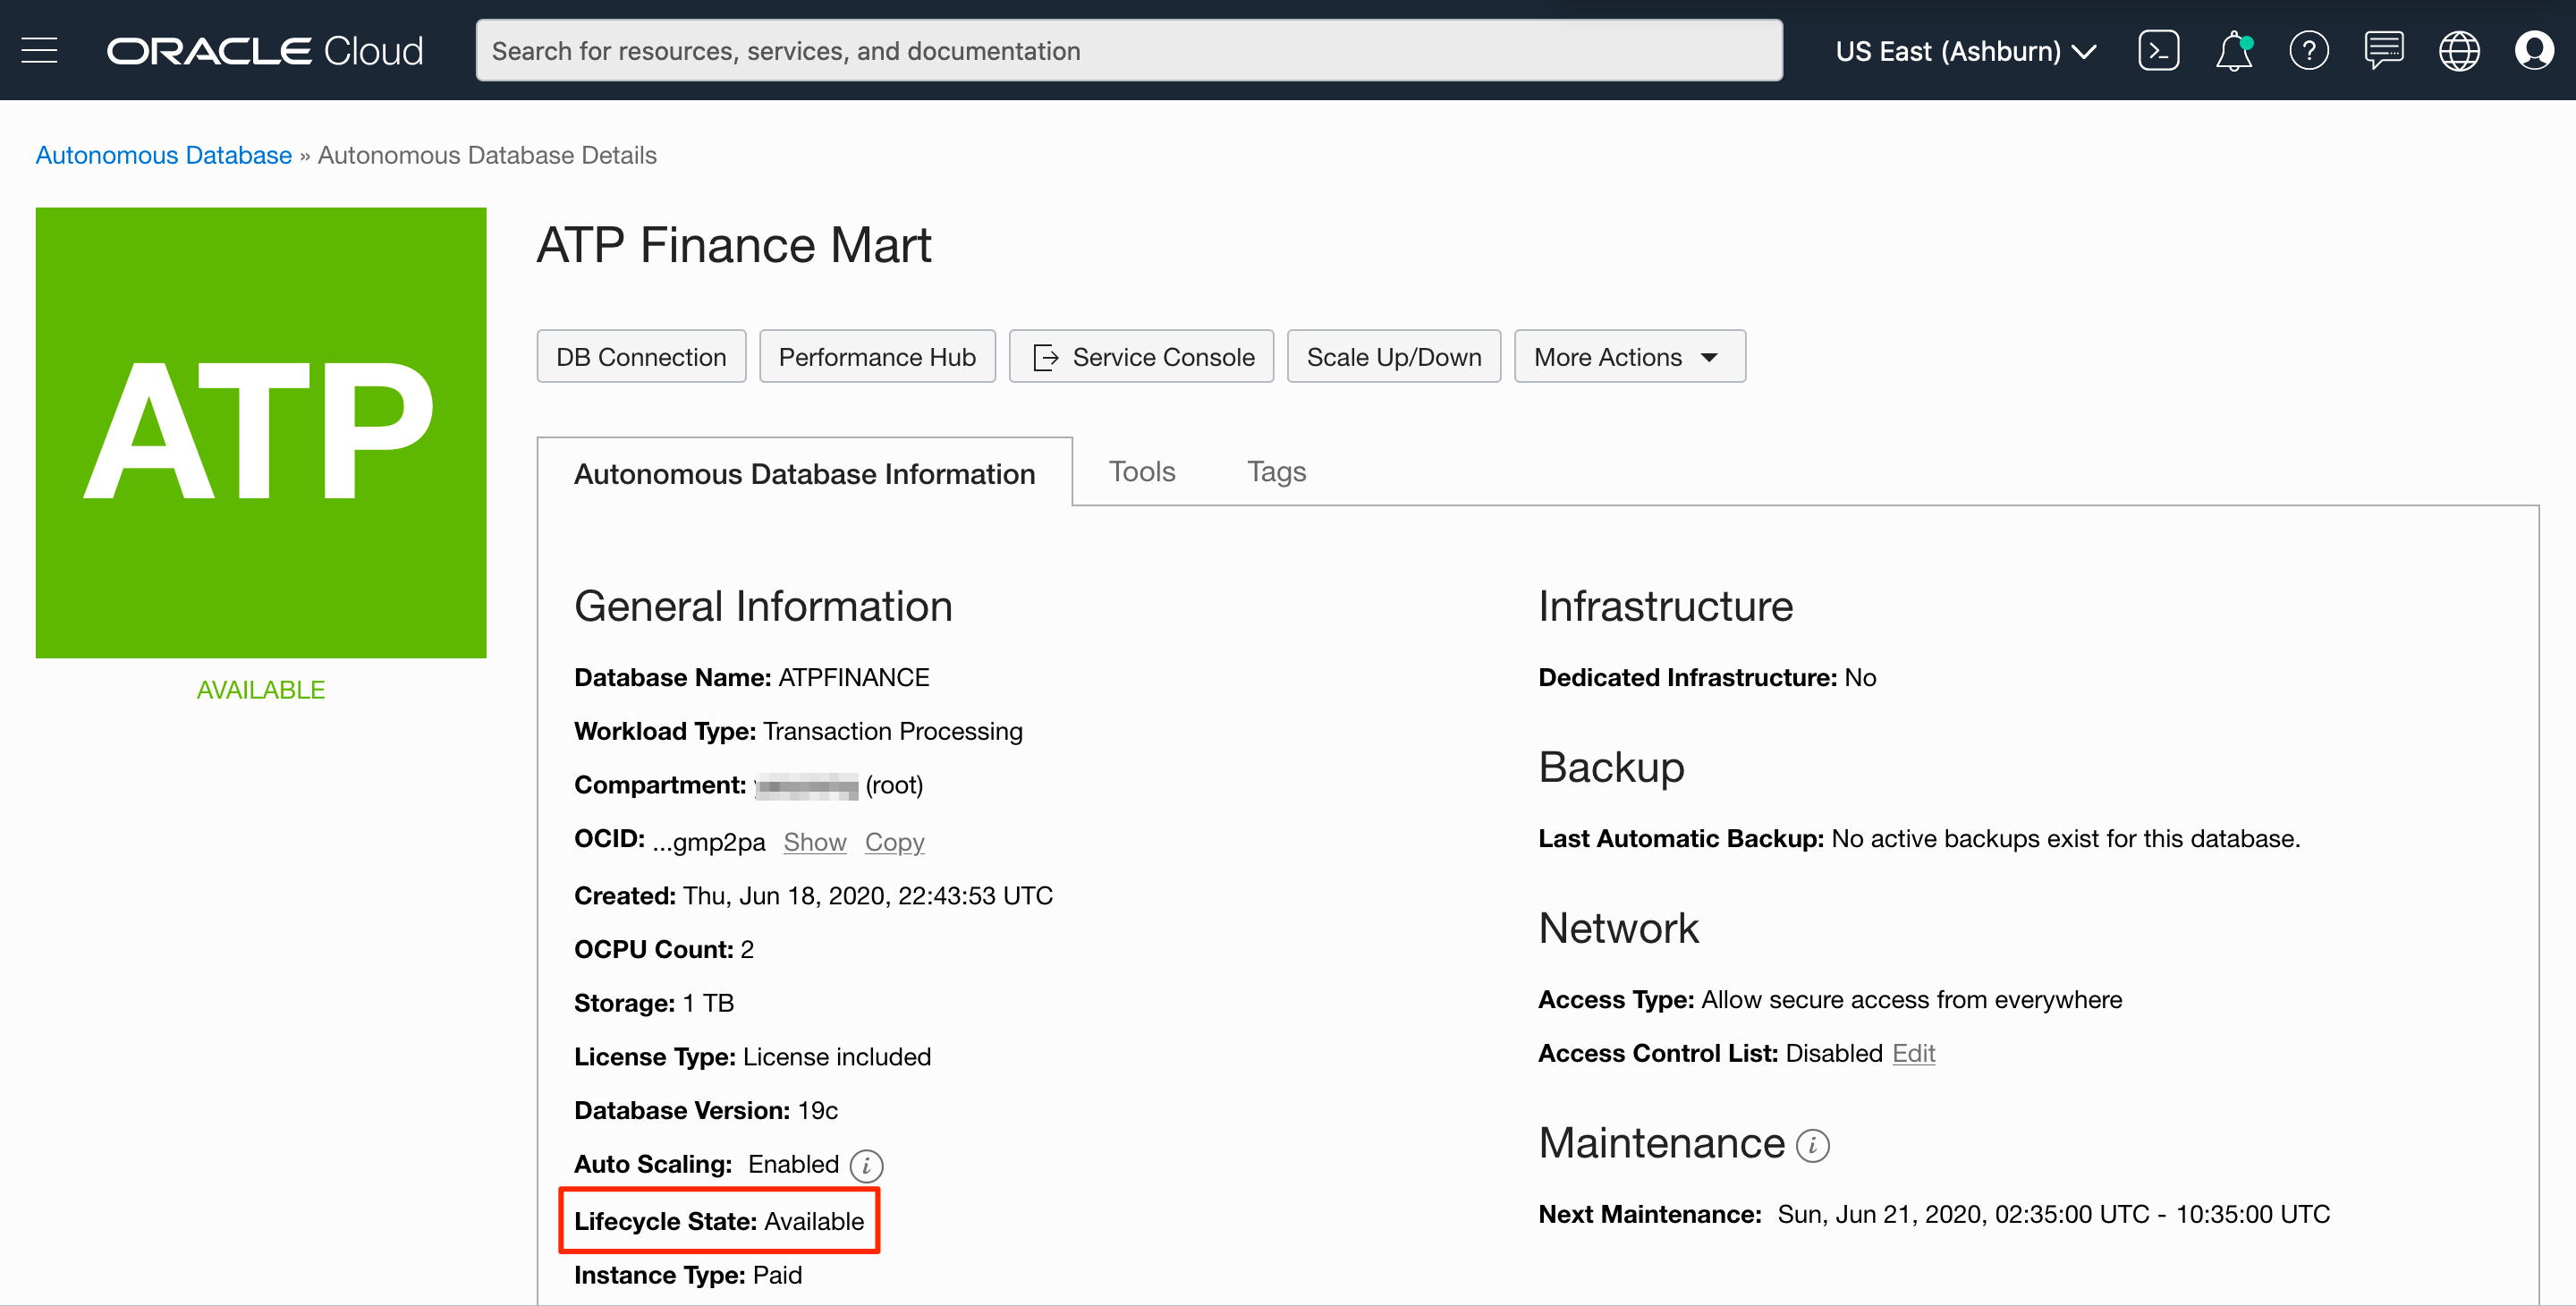 ORACLE Cloud
Search for resources, services, and documentation
US East (Ashburn)
Autonomous Database » Autonomous Database Details
ATP
AVAILABLE
ATP Finance Mart
DB Connection
Performance Hub
Service Console
Scale Up/Down
More Actions
Autonomous Database Information
Tools
Tags
General Information
Database Name: ATPFINANCE
Workload Type: Transaction Processing
Compartment: (root)
OCID: ...gmp2pa Show Copy
Created: Thu, Jun 18, 2020, 22:43:53 UTC
OCPU Count: 2
Storage: 1 TB
License Type: License included
Database Version: 19c
Auto Scaling: Enabled i
Lifecycle State: Available
Instance Type: Paid
Infrastructure
Dedicated Infrastructure: No
Backup
Last Automatic Backup: No active backups exist for this database.
Network
Access Type: Allow secure access from everywhere
Access Control List: Disabled Edit
Maintenance i
Next Maintenance: Sun, Jun 21, 2020, 02:35:00 UTC - 10:35:00 UTC